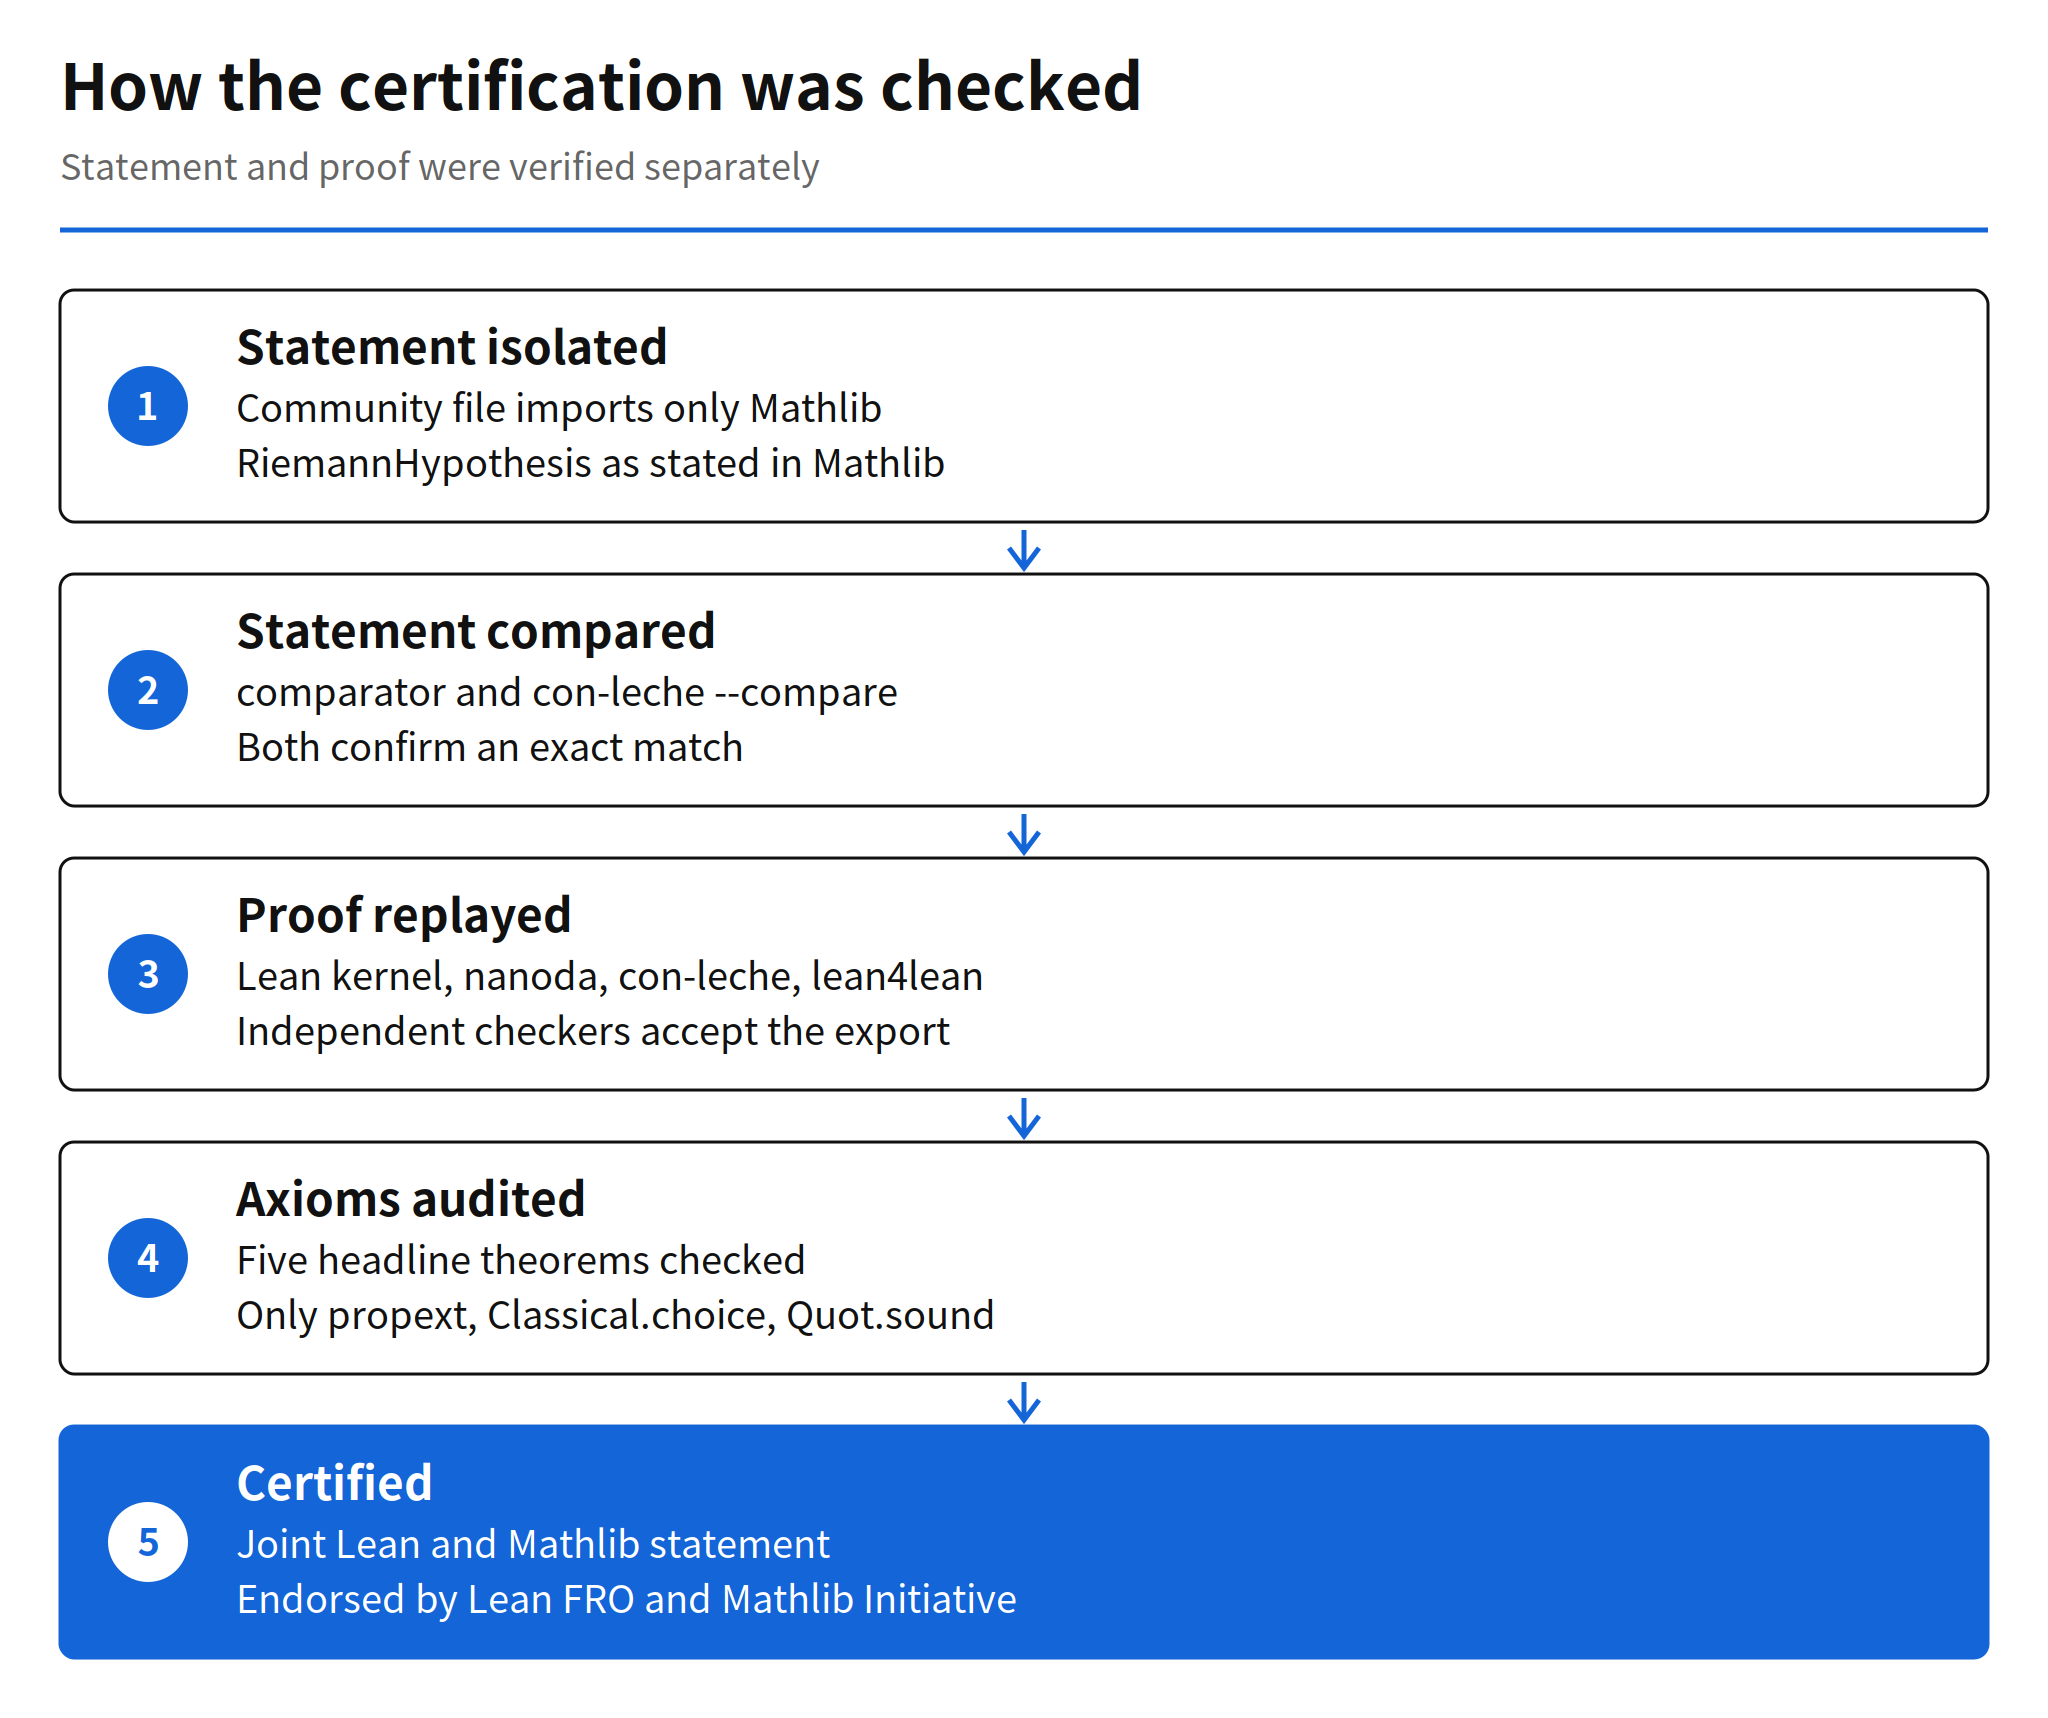 How the certification was checked
Statement and proof were verified separately
1
Statement isolated
Community file imports only Mathlib
RiemannHypothesis as stated in Mathlib
2
Statement compared
comparator and con-leche --compare
Both confirm an exact match
3
Proof replayed
Lean kernel, nanoda, con-leche, lean4lean
Independent checkers accept the export
4
Axioms audited
Five headline theorems checked
Only propext, Classical.choice, Quot.sound
5
Certified
Joint Lean and Mathlib statement
Endorsed by Lean FRO and Mathlib Initiative